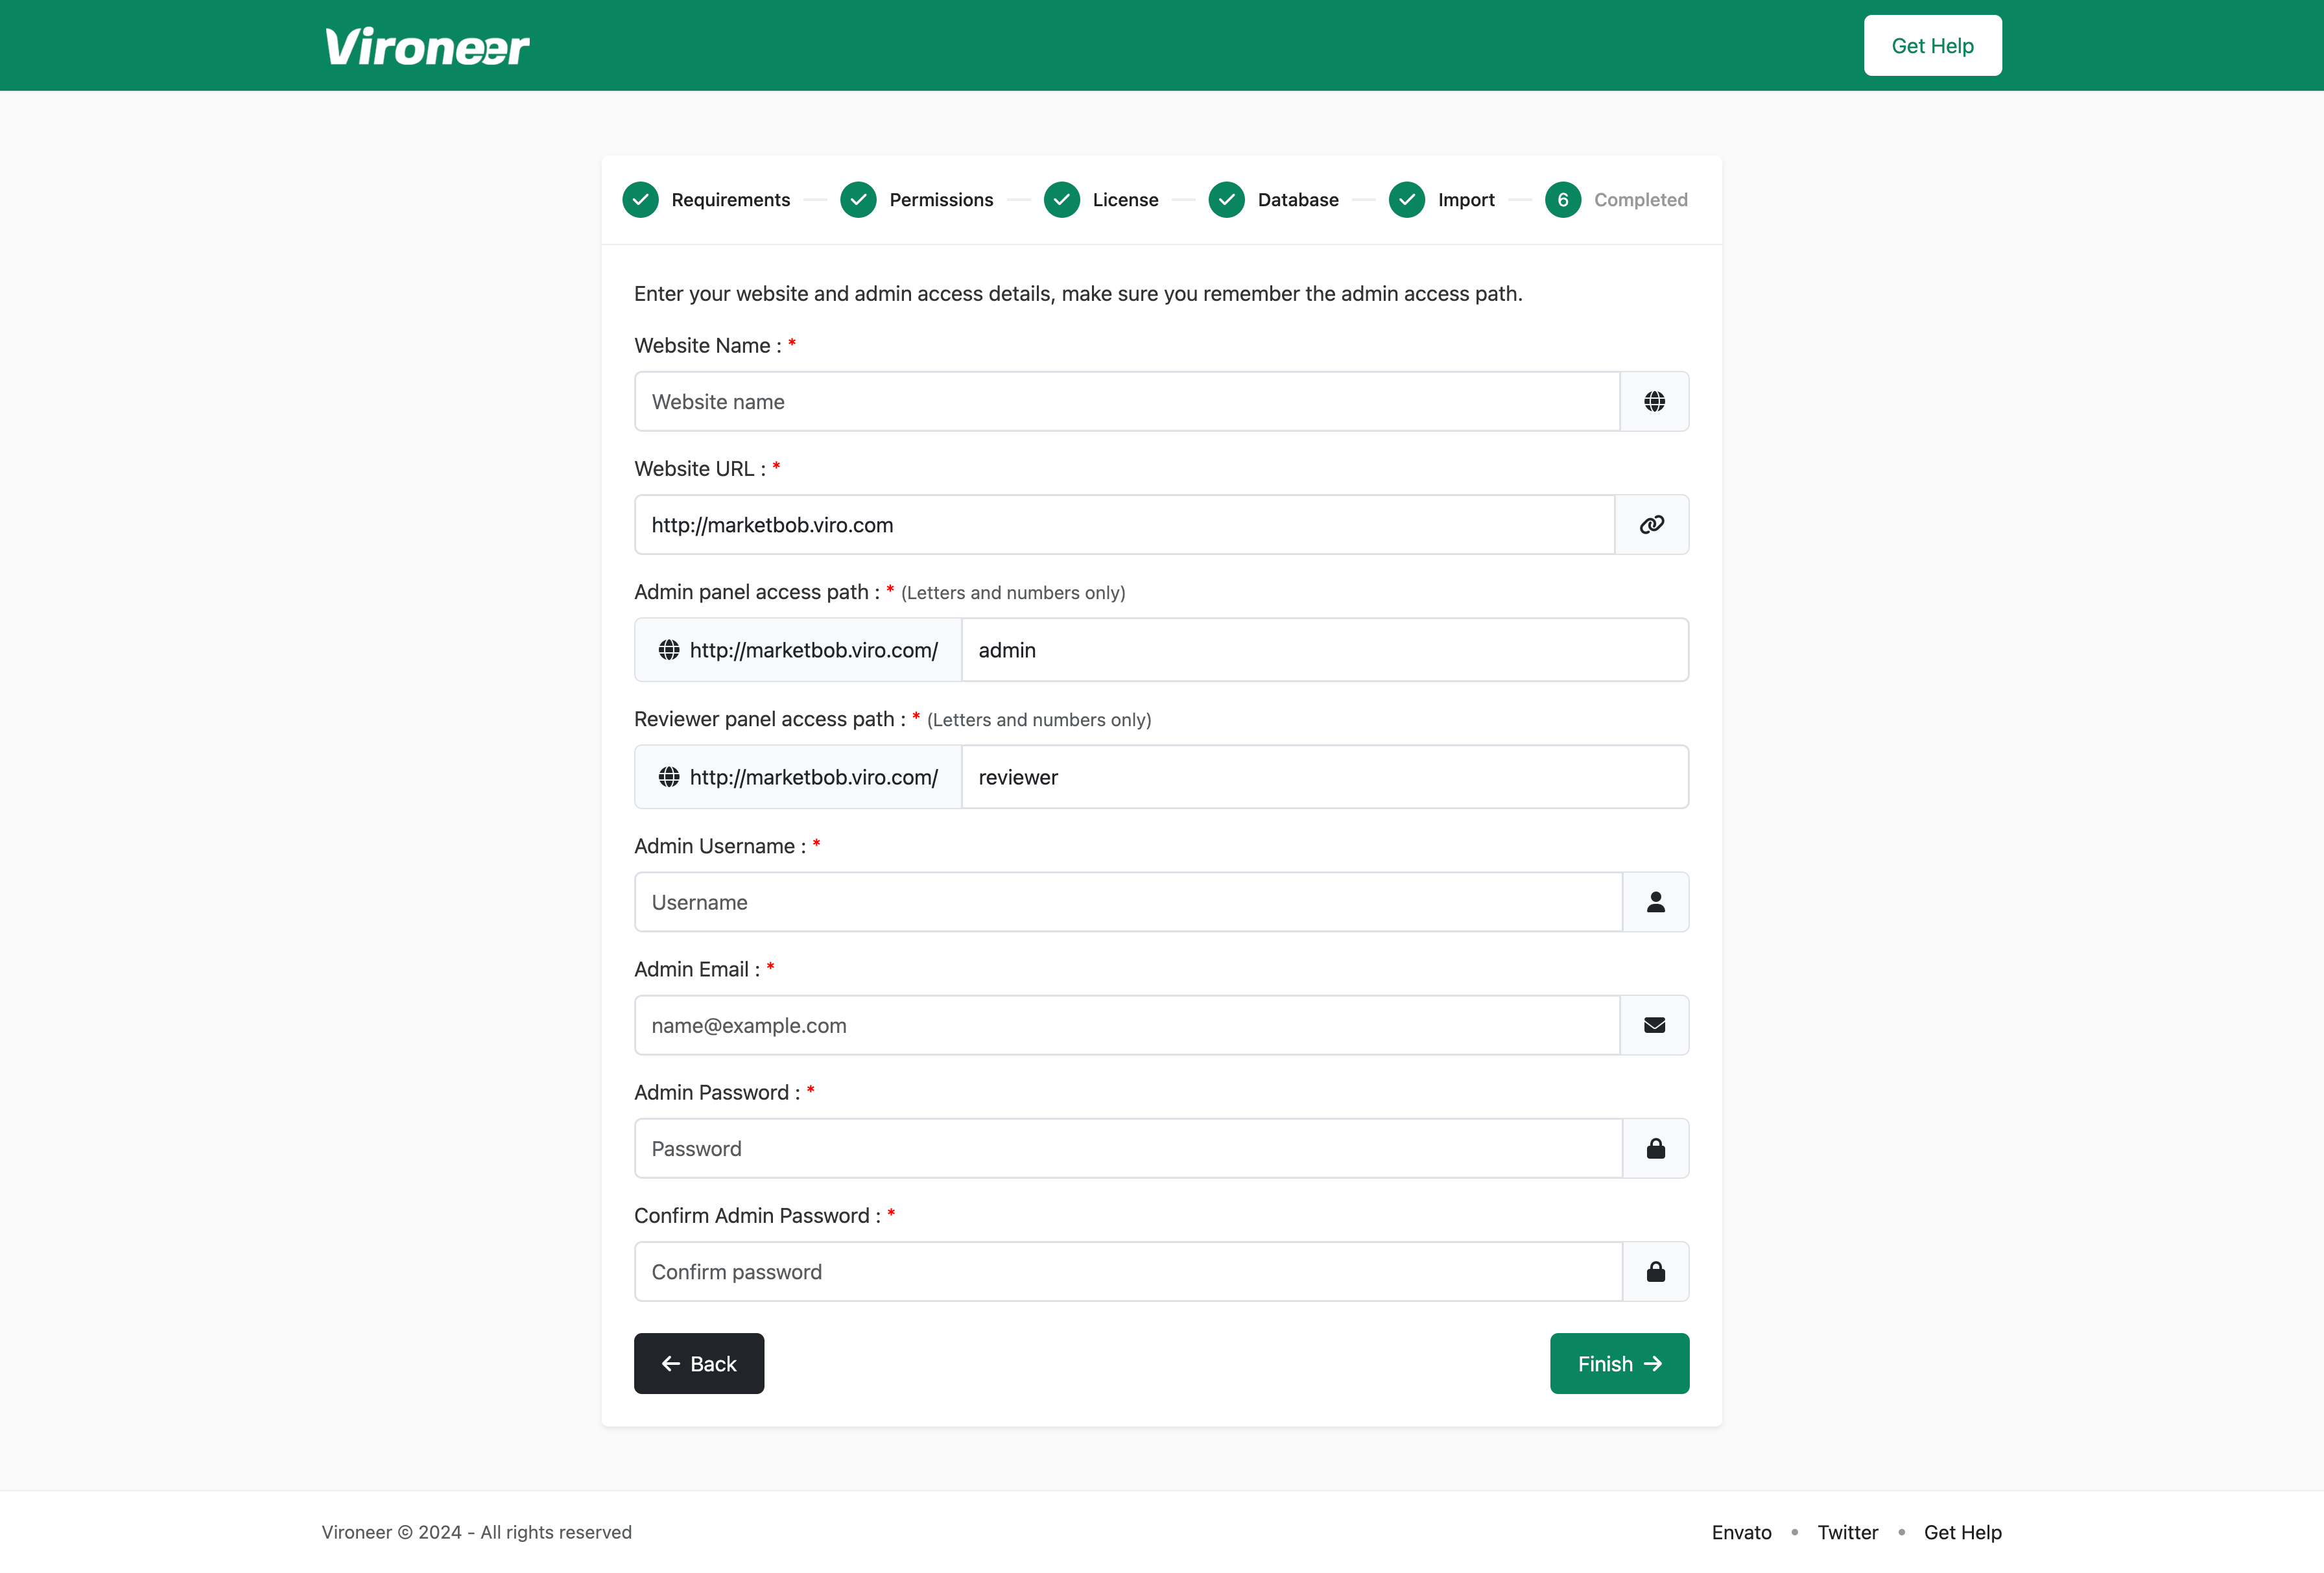 Vironeer
Get Help
Requirements
Permissions
License
Database
Import
6 Completed
Enter your website and admin access details, make sure you remember the admin access path.
Website Name : *
Website name
Website URL : *
http://marketbob.viro.com
Admin panel access path : * (Letters and numbers only)
http://marketbob.viro.com/ admin
Reviewer panel access path : * (Letters and numbers only)
http://marketbob.viro.com/ reviewer
Admin Username : *
Username
Admin Email : *
name@example.com
Admin Password : *
Password
Confirm Admin Password : *
Confirm password
Back
Finish
Vironeer © 2024 - All rights reserved
Envato • Twitter • Get Help